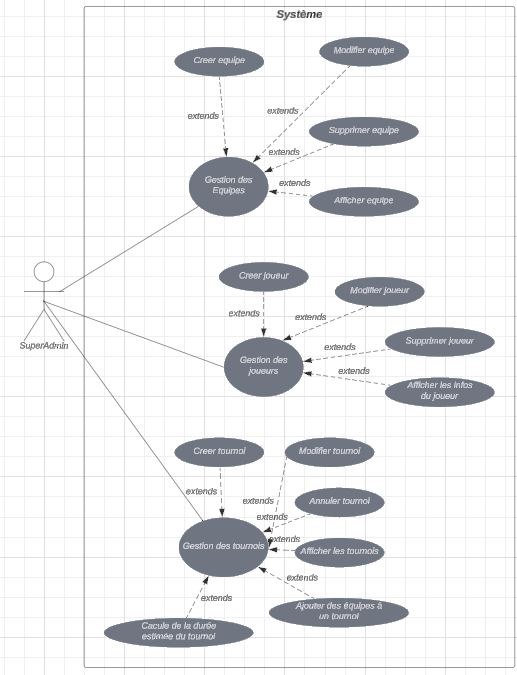 Système
Creer equipe
Modifier equipe
extends
extends
Supprimer equipe
extends
Gestion des
Equipes
extends
Afficher equipe
SuperAdmin
Creer joueur
Modifier joueur
extends
extends
Supprimer joueur
extends
Gestion des
joueurs
extends
Afficher les infos
du joueur
Creer tournoi
Modifier tournoi
extends
extends
Annuler tournoi
extends
extends
Gestion des tournois
Afficher les tournois
extends
extends
Ajouter des équipes à
un tournoi
Cacule de la durée
estimée du tournoi